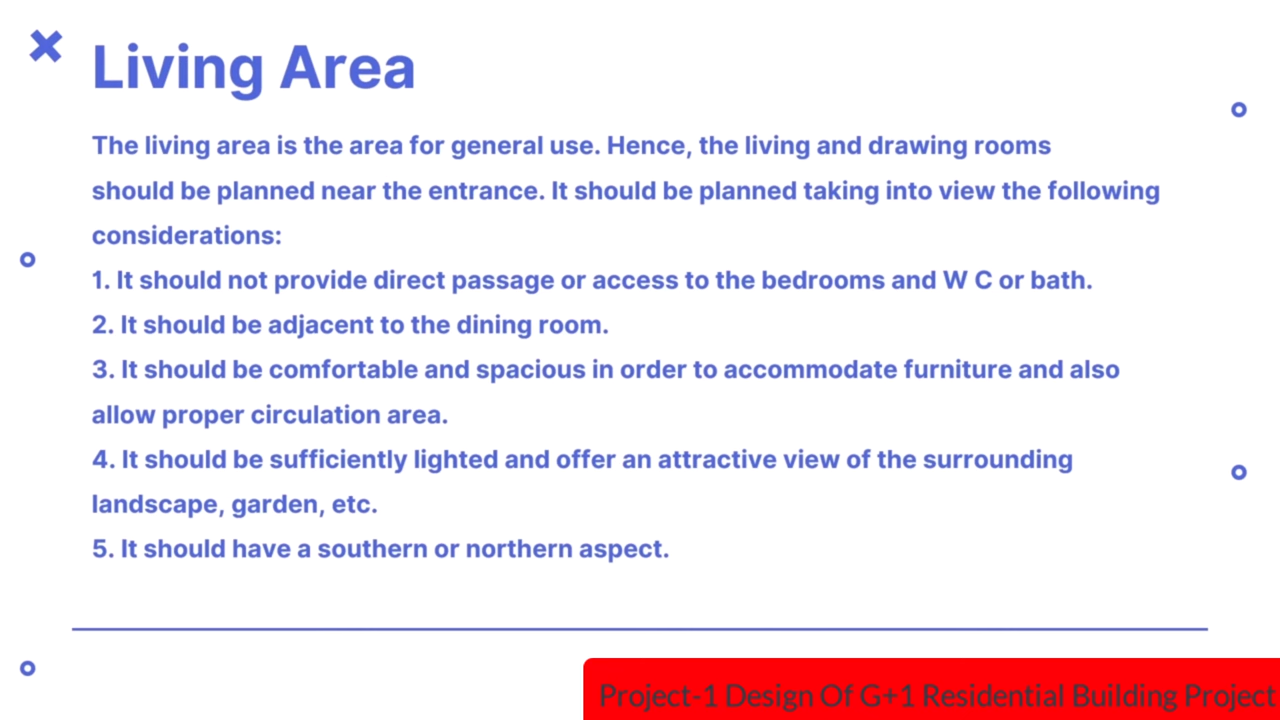 Living Area
The living area is the area for general use. Hence, the living and drawing rooms
should be planned near the entrance. It should be planned taking into view the following
considerations:
1. It should not provide direct passage or access to the bedrooms and W C or bath.
2. It should be adjacent to the dining room.
3. It should be comfortable and spacious in order to accommodate furniture and also
allow proper circulation area.
4. It should be sufficiently lighted and offer an attractive view of the surrounding
landscape, garden, etc.
5. It should have a southern or northern aspect.
Project-1 Design Of G+1 Residential Building Project